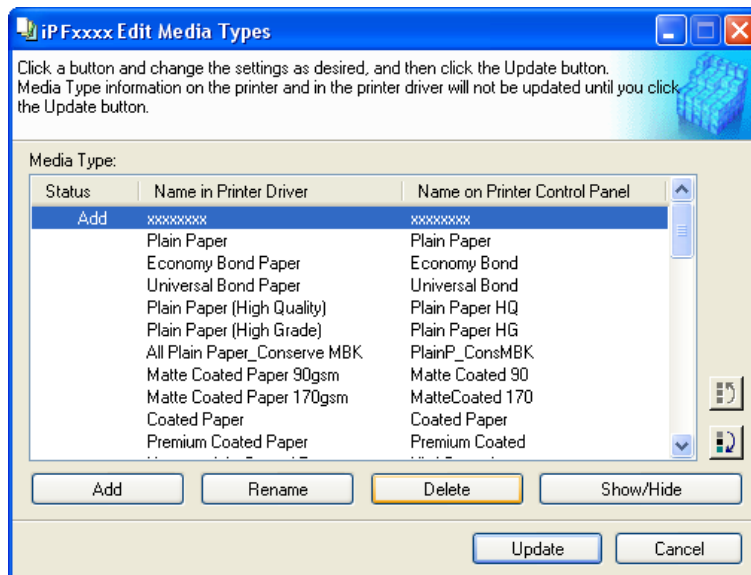 iPFxxxx Edit Media Types
Click a button and change the settings as desired, and then click the Update button.
Media Type information on the printer and in the printer driver will not be updated until you click
the Update button.
Media Type:
Status Name in Printer Driver Name on Printer Control Panel
Add xxxxxxxx xxxxxxxx
Plain Paper Plain Paper
Economy Bond Paper Economy Bond
Universal Bond Paper Universal Bond
Plain Paper (High Quality) Plain Paper HQ
Plain Paper (High Grade) Plain Paper HG
All Plain Paper_Conserve MBK PlainP_ConsMBK
Matte Coated Paper 90gsm Matte Coated 90
Matte Coated Paper 170gsm MatteCoated 170
Coated Paper Coated Paper
Premium Coated Paper Premium Coated
Add Rename Delete Show/Hide
Update Cancel